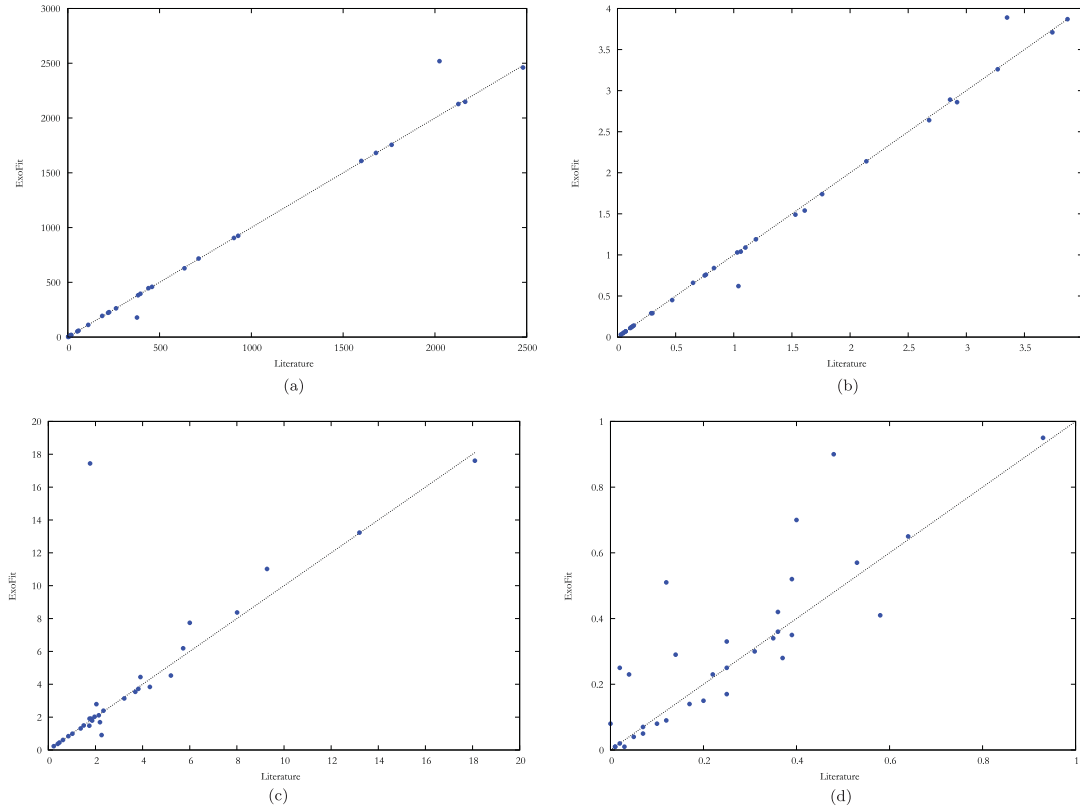 3000
2500
2000
1500
1000
500
0
ExoFit
0 500 1000 1500 2000 2500
Literature
(a)
4
3.5
3
2.5
2
1.5
1
0.5
0
ExoFit
0 0.5 1 1.5 2 2.5 3 3.5
Literature
(b)
20
18
16
14
12
10
8
6
4
2
0
ExoFit
0 2 4 6 8 10 12 14 16 18 20
Literature
(c)
1
0.8
0.6
0.4
0.2
0
ExoFit
0 0.2 0.4 0.6 0.8 1
Literature
(d)